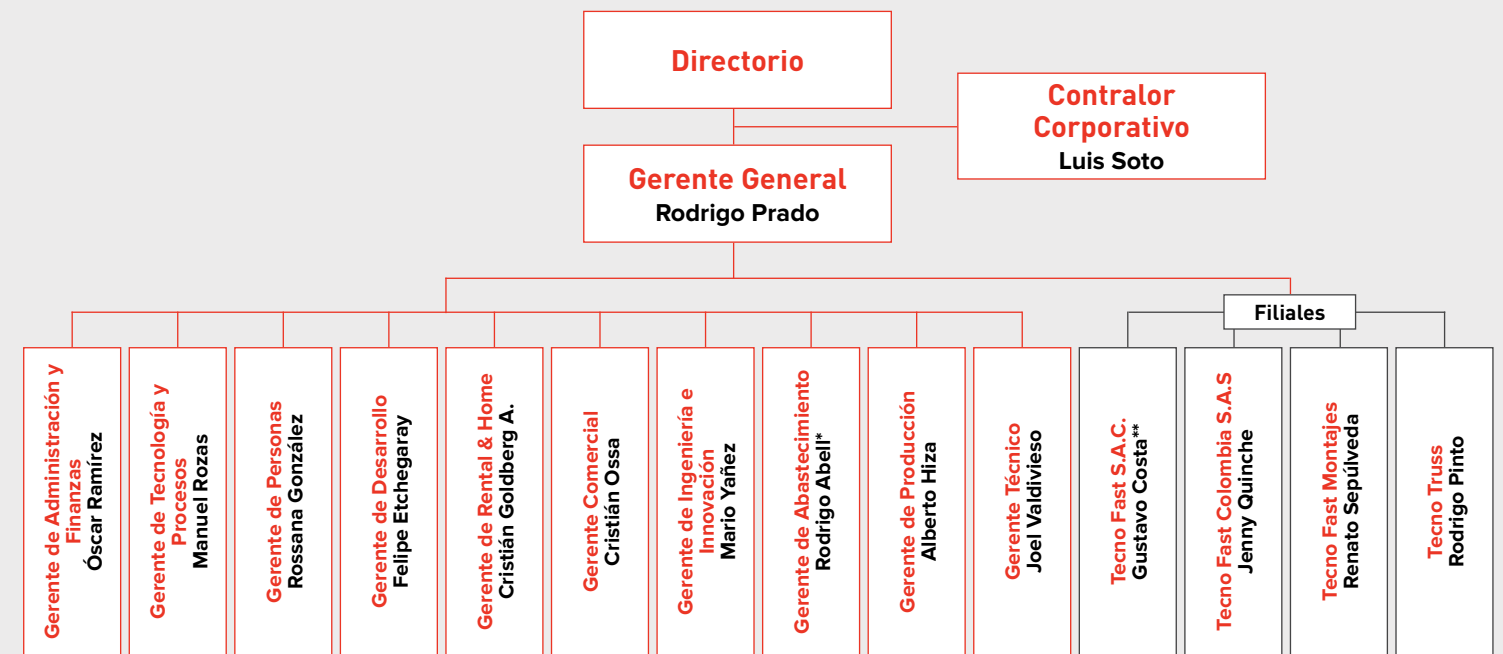 Directorio
Contralor
Corporativo
Luis Soto
Gerente General
Rodrigo Prado
Filiales
Gerente de Administración y
Finanzas
Óscar Ramírez
Gerente de Tecnología y
Procesos
Manuel Rozas
Gerente de Personas
Rossana González
Gerente de Desarrollo
Felipe Etchegaray
Gerente de Rental & Home
Cristián Goldberg A.
Gerente Comercial
Cristián Ossa
Gerente de Ingeniería e
Innovación
Mario Yañez
Gerente de Abastecimiento
Rodrigo Abell*
Gerente de Producción
Alberto Hiza
Gerente Técnico
Joel Valdivieso
Tecno Fast S.A.C.
Gustavo Costa**
Tecno Fast Colombia S.A.S
Jenny Quinche
Tecno Fast Montajes
Renato Sepúlveda
Tecno Truss
Rodrigo Pinto